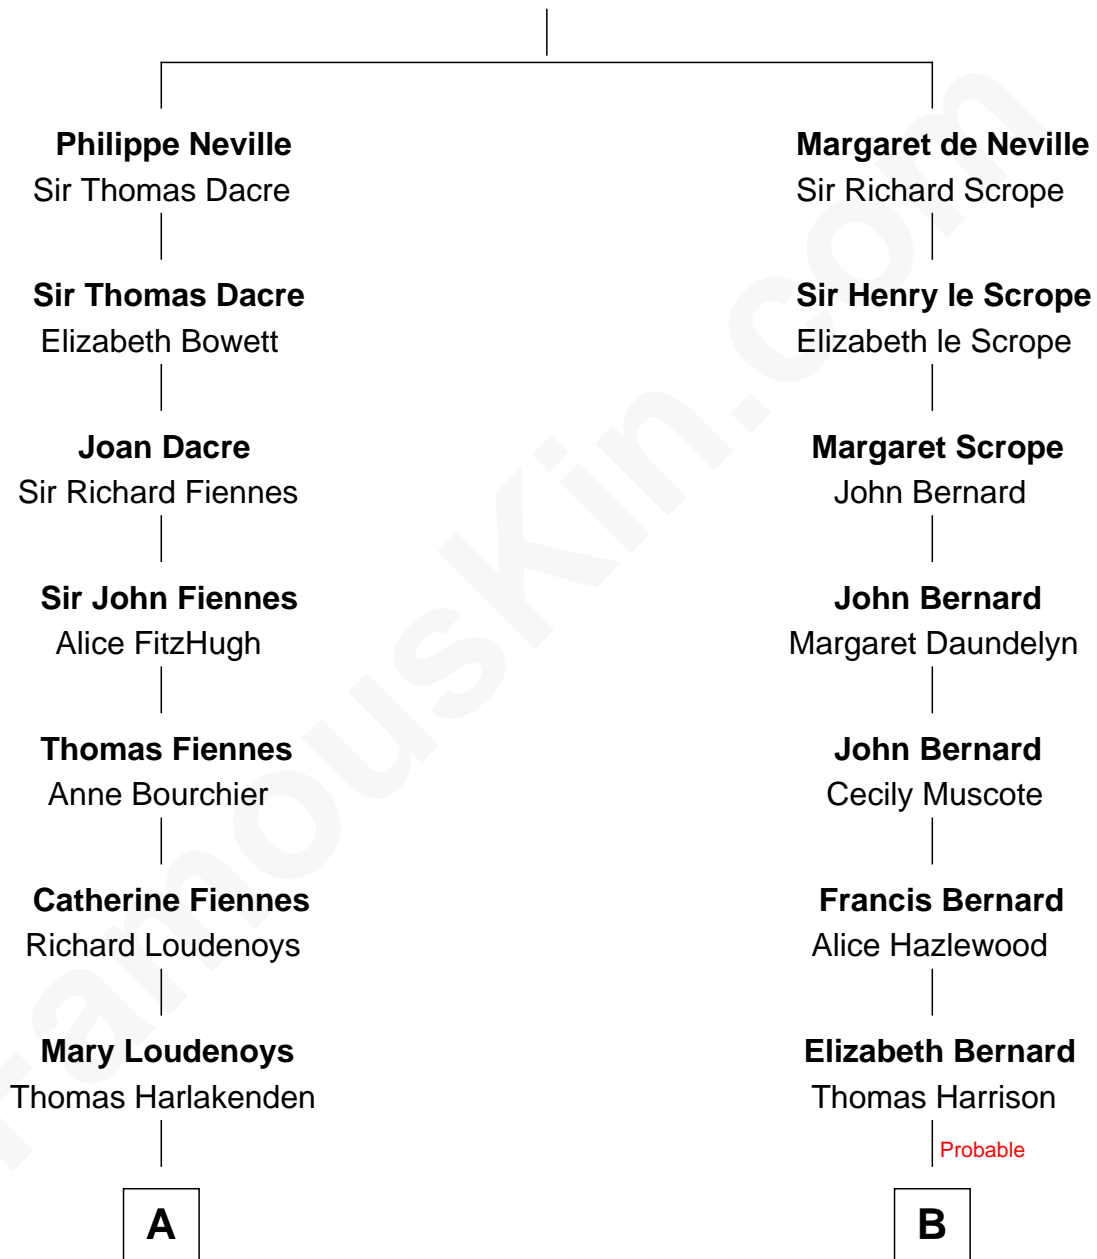 Philippe Neville
Sir Thomas Dacre
Margaret de Neville
Sir Richard Scrope
Sir Thomas Dacre
Elizabeth Bowett
Sir Henry le Scrope
Elizabeth le Scrope
Joan Dacre
Sir Richard Fiennes
Margaret Scrope
John Bernard
Sir John Fiennes
Alice FitzHugh
John Bernard
Margaret Daundelyn
Thomas Fiennes
Anne Bourchier
John Bernard
Cecily Muscote
Catherine Fiennes
Richard Loudenoys
Francis Bernard
Alice Hazlewood
Mary Loudenoys
Thomas Harlakenden
Elizabeth Bernard
Thomas Harrison
Probable
A
B
FamousKin.com